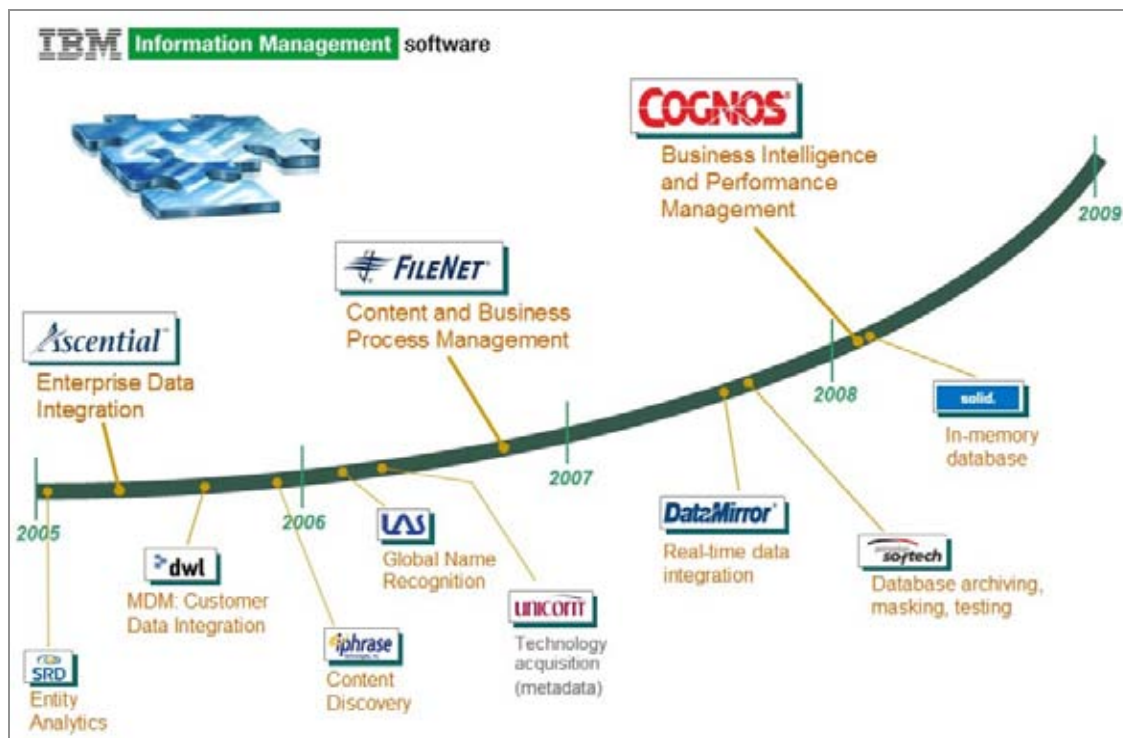 IBM Information Management software
COGNOS®
Business Intelligence
and Performance
Management
2009
FILENET®
Content and Business
Process Management
Ascential™
Enterprise Data
Integration
2008
solid.
In-memory
database
2007
2006
2005
DataMirror®
Real-time data
integration
softech
Database archiving,
masking, testing
LAS
Global Name
Recognition
dwl
MDM: Customer
Data Integration
unicorn
Technology
acquisition
(metadata)
iphrase
Content
Discovery
SRD
Entity
Analytics